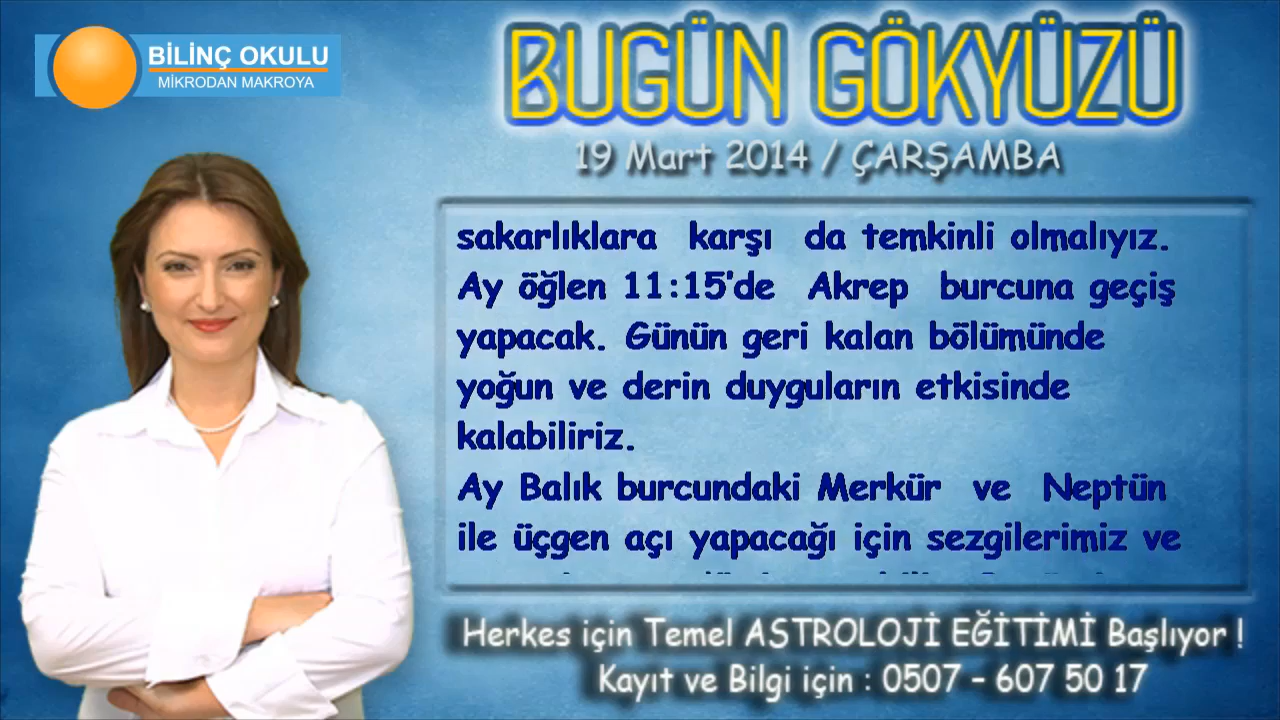 BİLİNÇ OKULU
MİKRODAN MAKROYA
BUGÜN GÖKYÜZÜ
19 Mart 2014 / ÇARŞAMBA
sakarlıklara karşı da temkinli olmalıyız.
Ay öğlen 11:15'de Akrep burcuna geçiş
yapacak. Günün geri kalan bölümünde
yoğun ve derin duyguların etkisinde
kalabiliriz.
Ay Balık burcundaki Merkür ve Neptün
ile üçgen açı yapacağı için sezgilerimiz ve
Herkes için Temel ASTROLOJİ EĞİTİMİ Başlıyor !
Kayıt ve Bilgi için : 0507 - 607 50 17